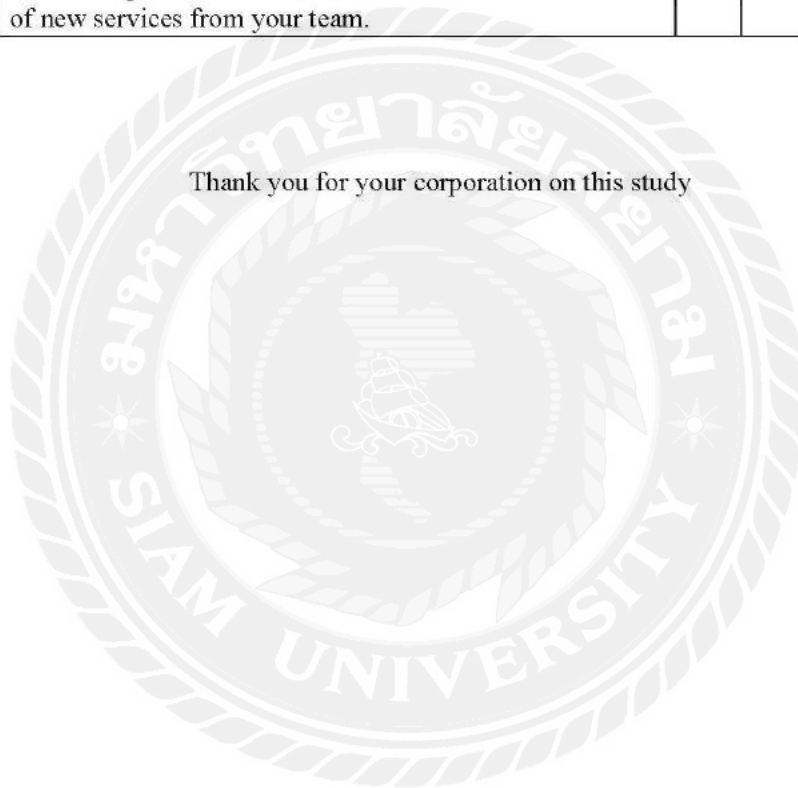 of new services from your team.
Thank you for your corporation on this study
มหาวิทยาลัยสยาม
SIAM UNIVERSITY